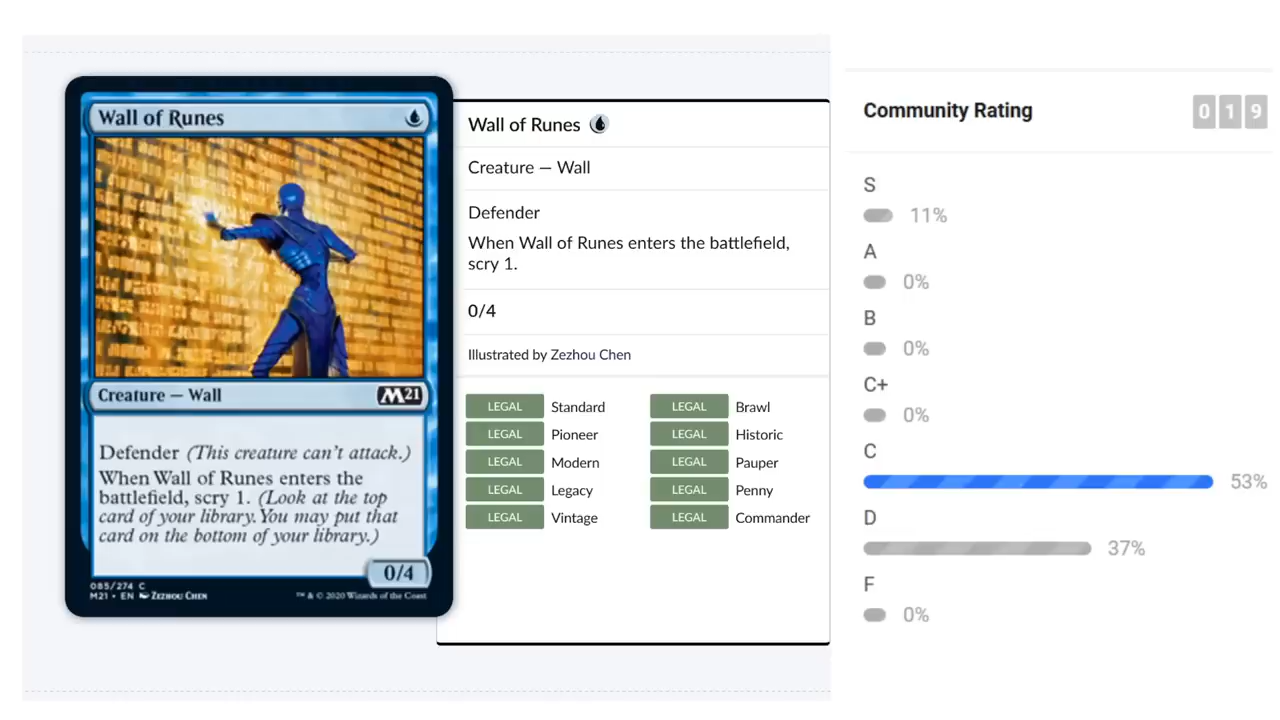 Wall of Runes
Creature — Wall
M21
Defender (This creature can't attack.)
When Wall of Runes enters the
battlefield, scry 1. (Look at the top
card of your library. You may put that
card on the bottom of your library.)
0/4
085/274 C
M21 • EN Zezhou Chen
™ & © 2020 Wizards of the Coast
Wall of Runes
Creature — Wall
Defender
When Wall of Runes enters the battlefield,
scry 1.
0/4
Illustrated by Zezhou Chen
LEGAL Standard LEGAL Brawl
LEGAL Pioneer LEGAL Historic
LEGAL Modern LEGAL Pauper
LEGAL Legacy LEGAL Penny
LEGAL Vintage LEGAL Commander
Community Rating 0 1 9
S
11%
A
0%
B
0%
C+
0%
C
53%
D
37%
F
0%